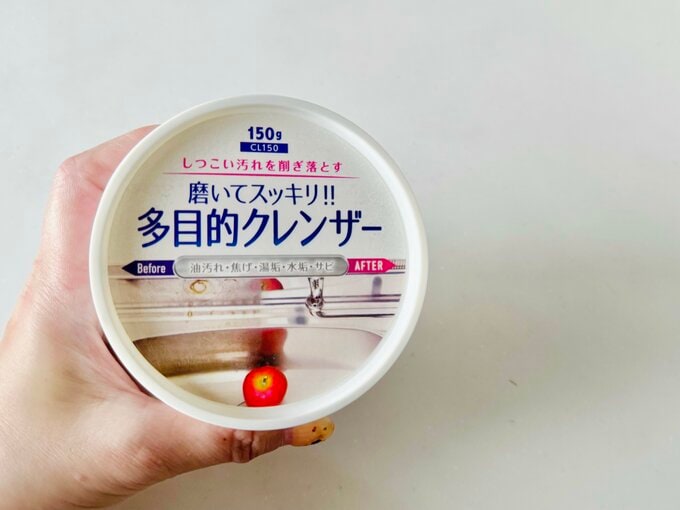 150g
CL150
しつこい汚れを削ぎ落とす
磨いてスッキリ!!
多目的クレンザー
Before 油汚れ・焦げ・湯垢・水垢・サビ AFTER